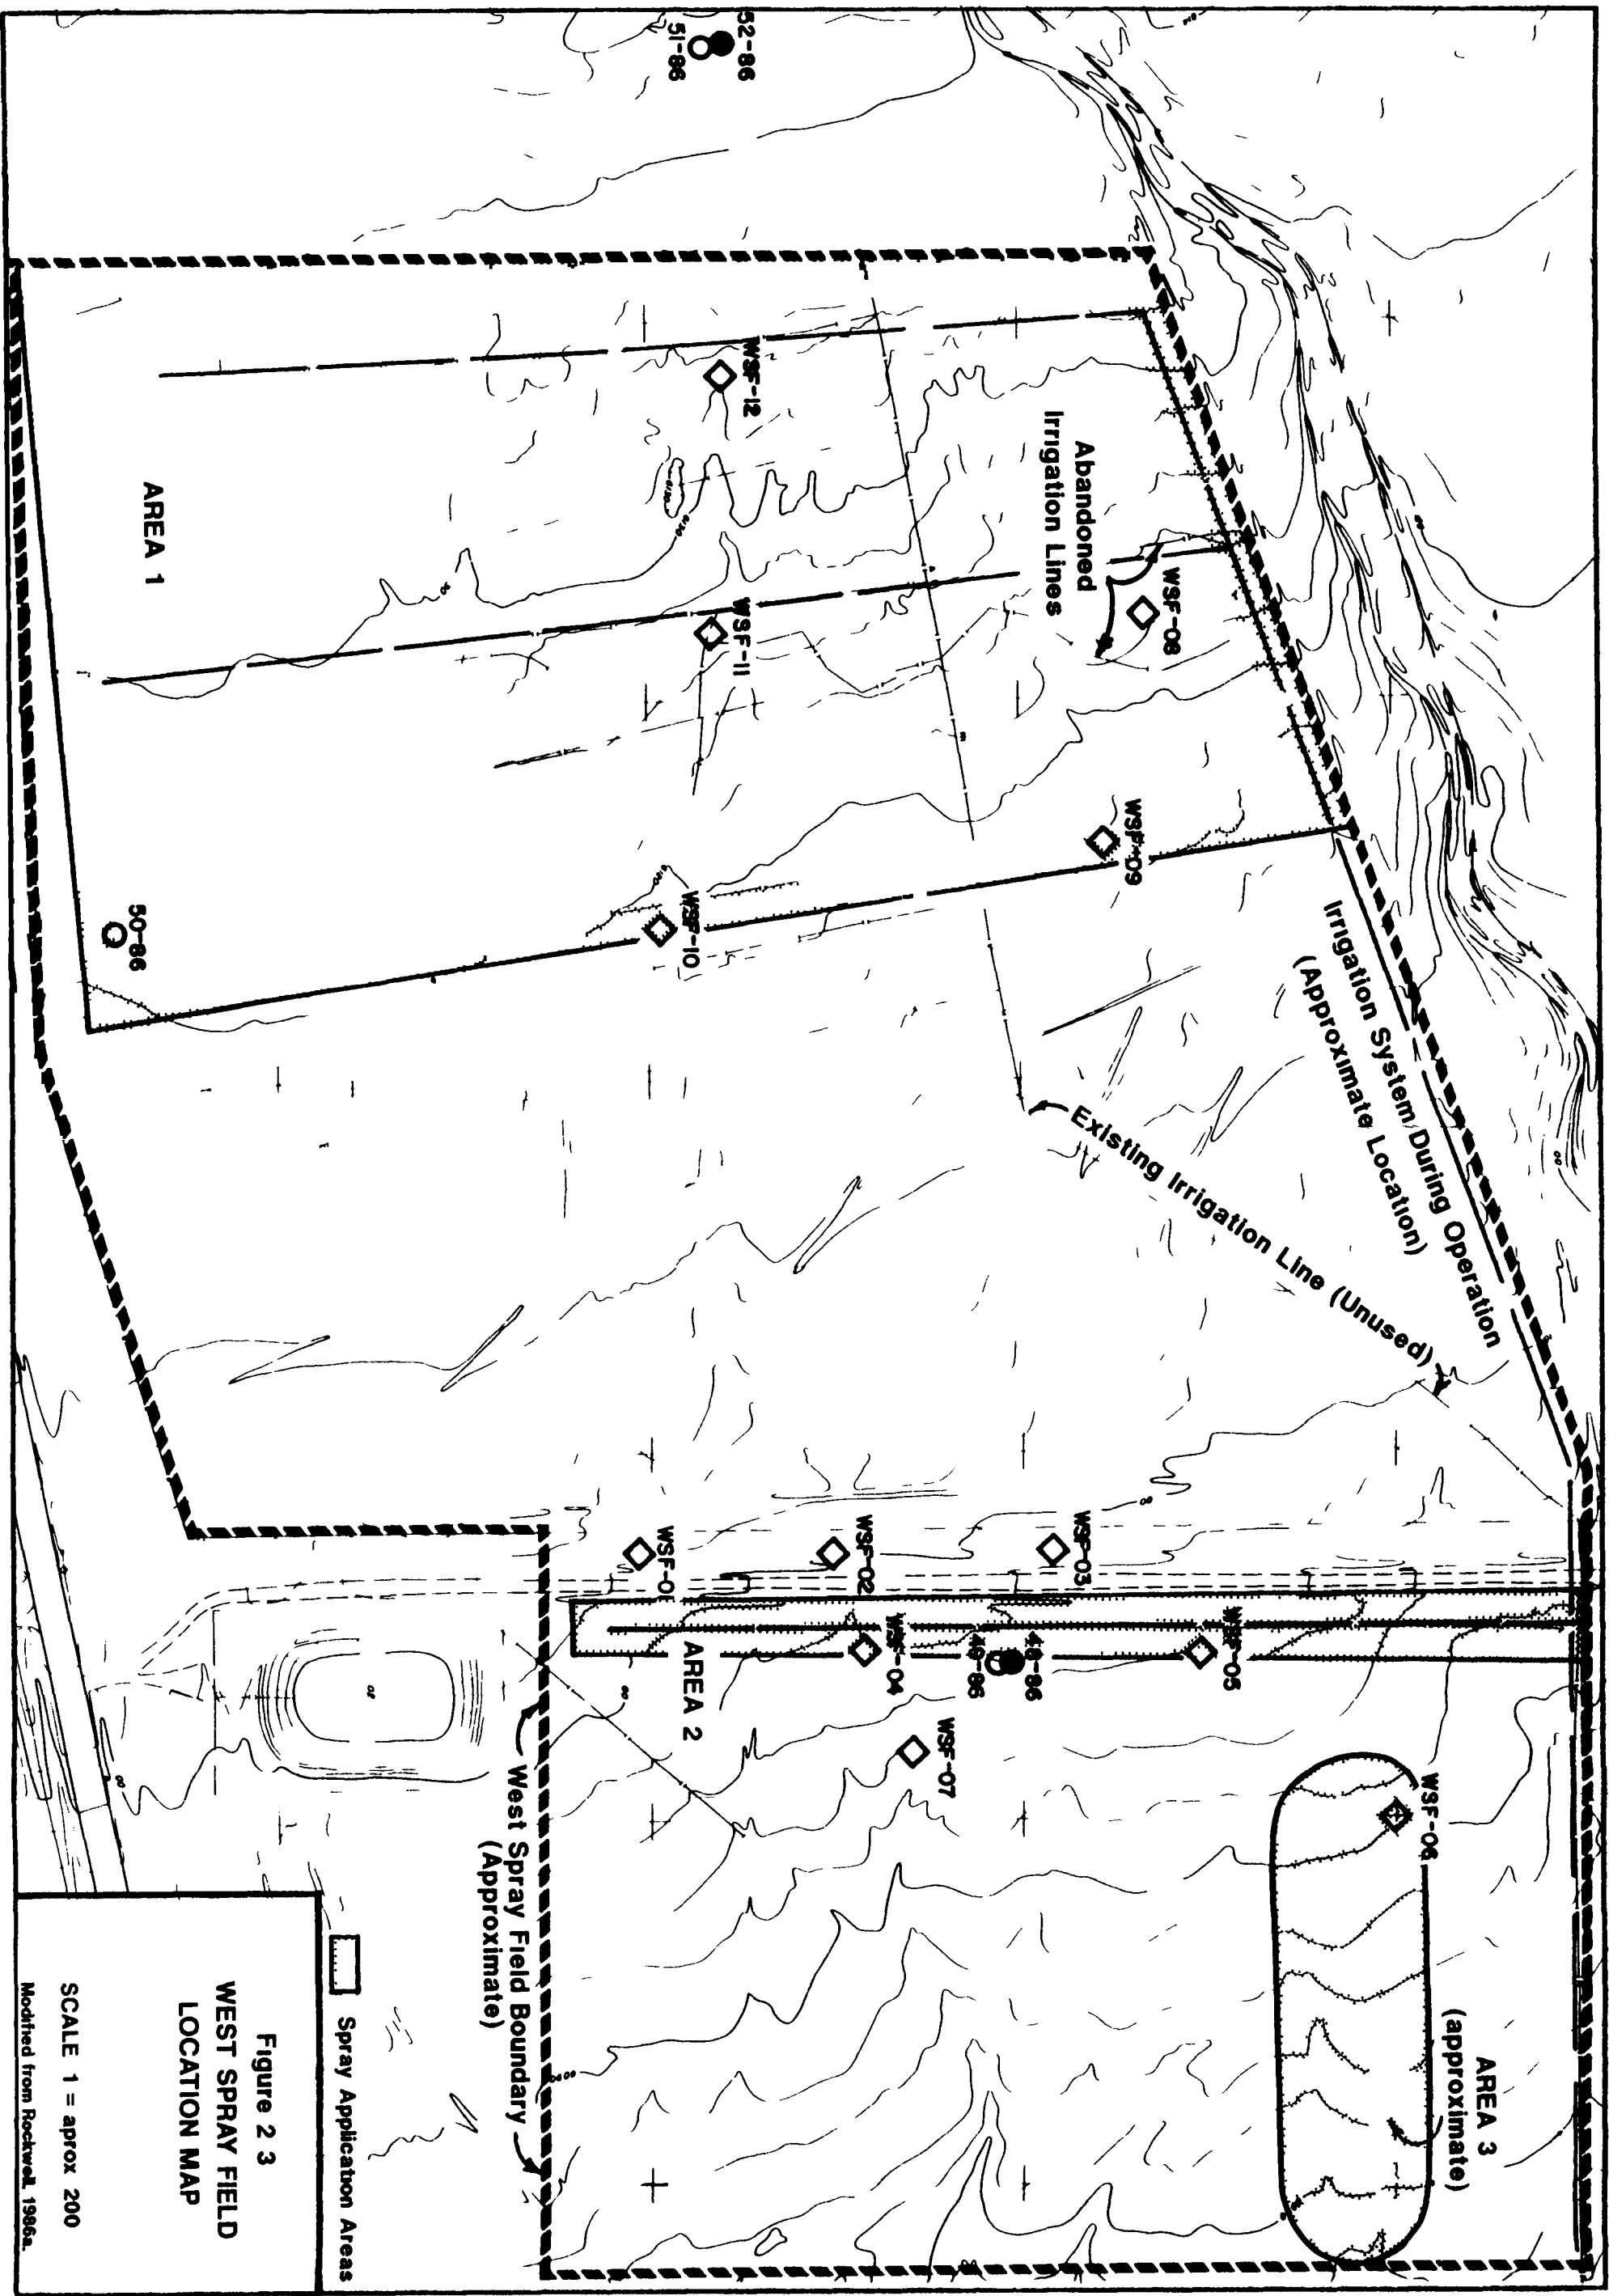 52-86
51-86
WSF-12
Abandoned
Irrigation Lines
WSF-08
WSF-11
AREA 1
WSF-09
WSF-10
50-86
Irrigation System During Operation
(Approximate Location)
Existing Irrigation Line (Unused)
WSF-03
WSF-02
WSF-01
WSF-05
48-86
49-86
WSF-04
AREA 2
WSF-07
WSF-06
AREA 3
(approximate)
West Spray Field Boundary
(Approximate)
Spray Application Areas
Figure 2 3
WEST SPRAY FIELD
LOCATION MAP
SCALE 1 = aprox 200
Modified from Rockwell, 1986a.